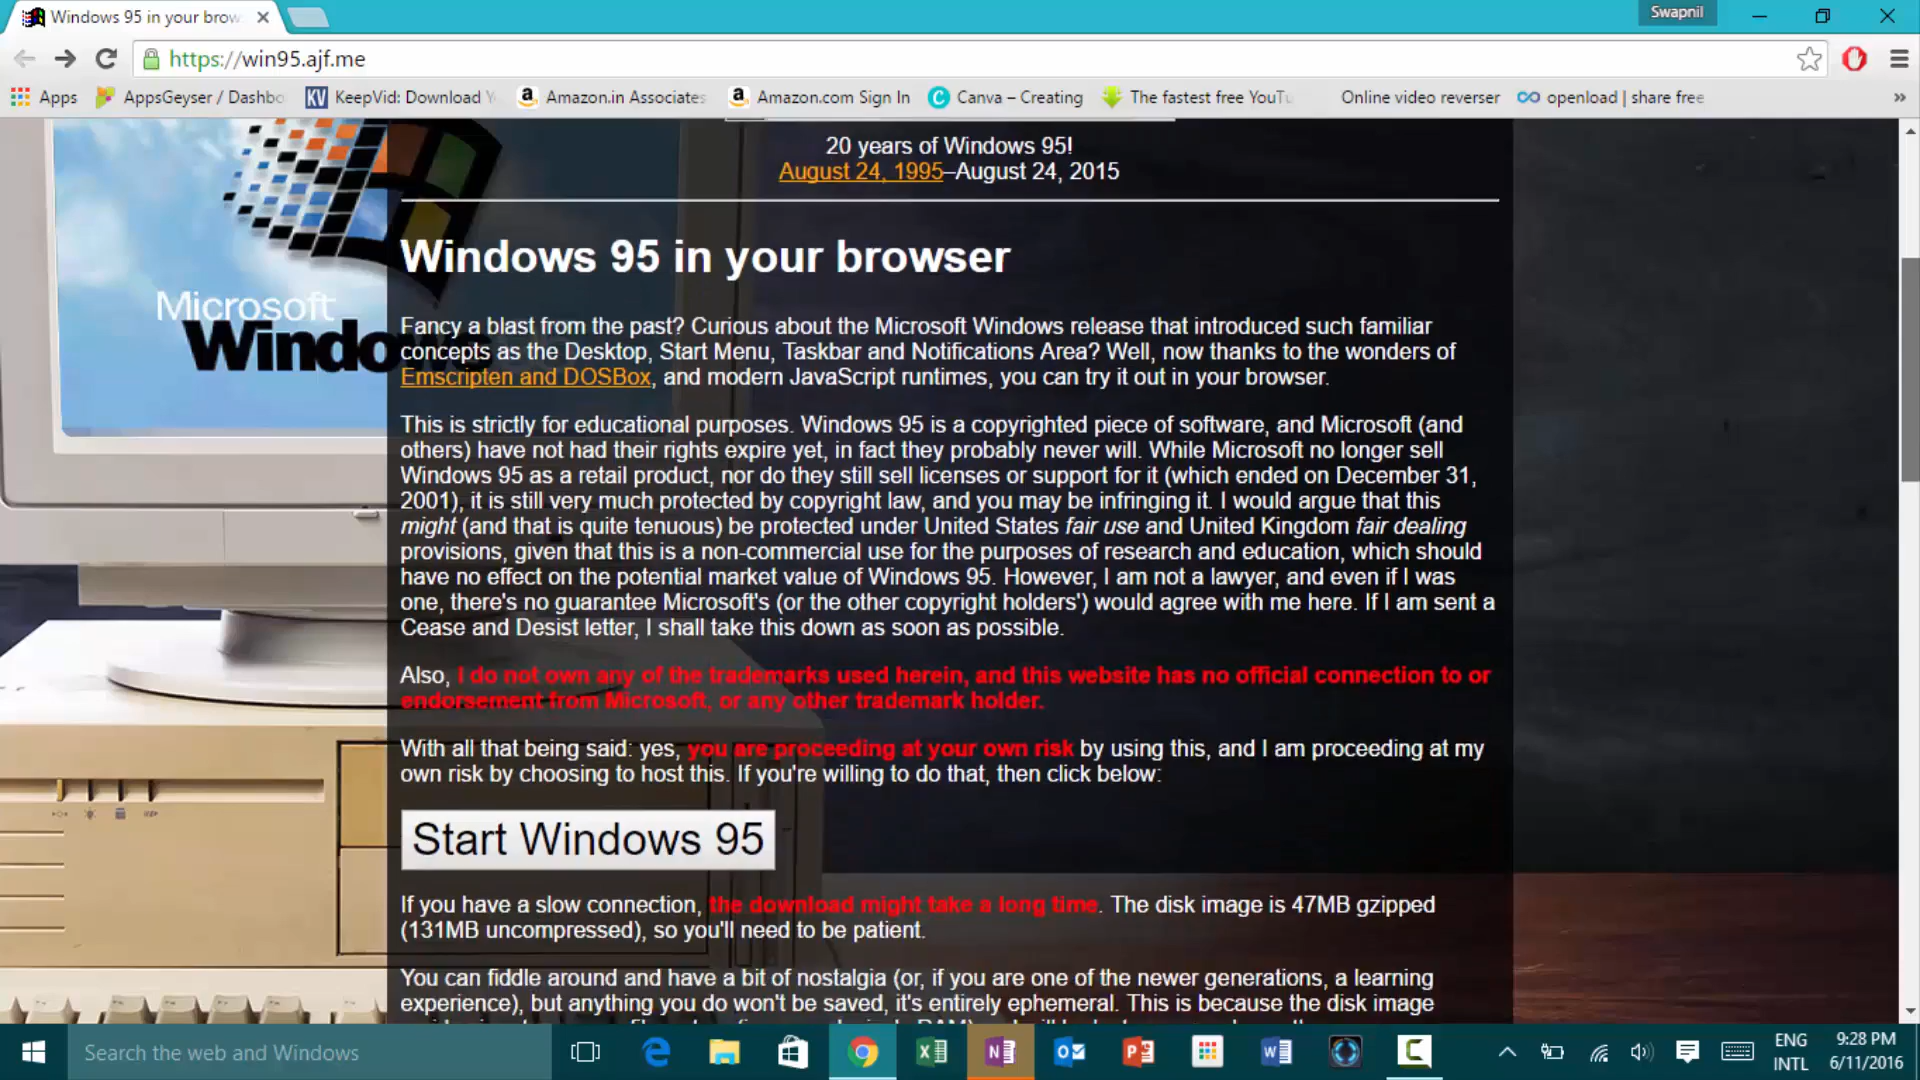 Windows 95 in your brow
Swapnil
https://win95.ajf.me
Apps
AppsGeyser / Dashbo
KeepVid: Download Y
Amazon.in Associates
Amazon.com Sign In
Canva – Creating
The fastest free YouTu
Online video reverser
openload | share free
»
20 years of Windows 95!
August 24, 1995–August 24, 2015
Microsoft
Windo
Windows 95 in your browser
Fancy a blast from the past? Curious about the Microsoft Windows release that introduced such familiar
concepts as the Desktop, Start Menu, Taskbar and Notifications Area? Well, now thanks to the wonders of
Emscripten and DOSBox, and modern JavaScript runtimes, you can try it out in your browser.
This is strictly for educational purposes. Windows 95 is a copyrighted piece of software, and Microsoft (and
others) have not had their rights expire yet, in fact they probably never will. While Microsoft no longer sell
Windows 95 as a retail product, nor do they still sell licenses or support for it (which ended on December 31,
2001), it is still very much protected by copyright law, and you may be infringing it. I would argue that this
might (and that is quite tenuous) be protected under United States fair use and United Kingdom fair dealing
provisions, given that this is a non-commercial use for the purposes of research and education, which should
have no effect on the potential market value of Windows 95. However, I am not a lawyer, and even if I was
one, there's no guarantee Microsoft's (or the other copyright holders') would agree with me here. If I am sent a
Cease and Desist letter, I shall take this down as soon as possible.
Also, I do not own any of the trademarks used herein, and this website has no official connection to or
endorsement from Microsoft, or any other trademark holder.
With all that being said: yes, you are proceeding at your own risk by using this, and I am proceeding at my
own risk by choosing to host this. If you're willing to do that, then click below:
Start Windows 95
If you have a slow connection, the download might take a long time. The disk image is 47MB gzipped
(131MB uncompressed), so you'll need to be patient.
You can fiddle around and have a bit of nostalgia (or, if you are one of the newer generations, a learning
experience), but anything you do won't be saved, it's entirely ephemeral. This is because the disk image
Search the web and Windows
ENG
INTL
9:28 PM
6/11/2016